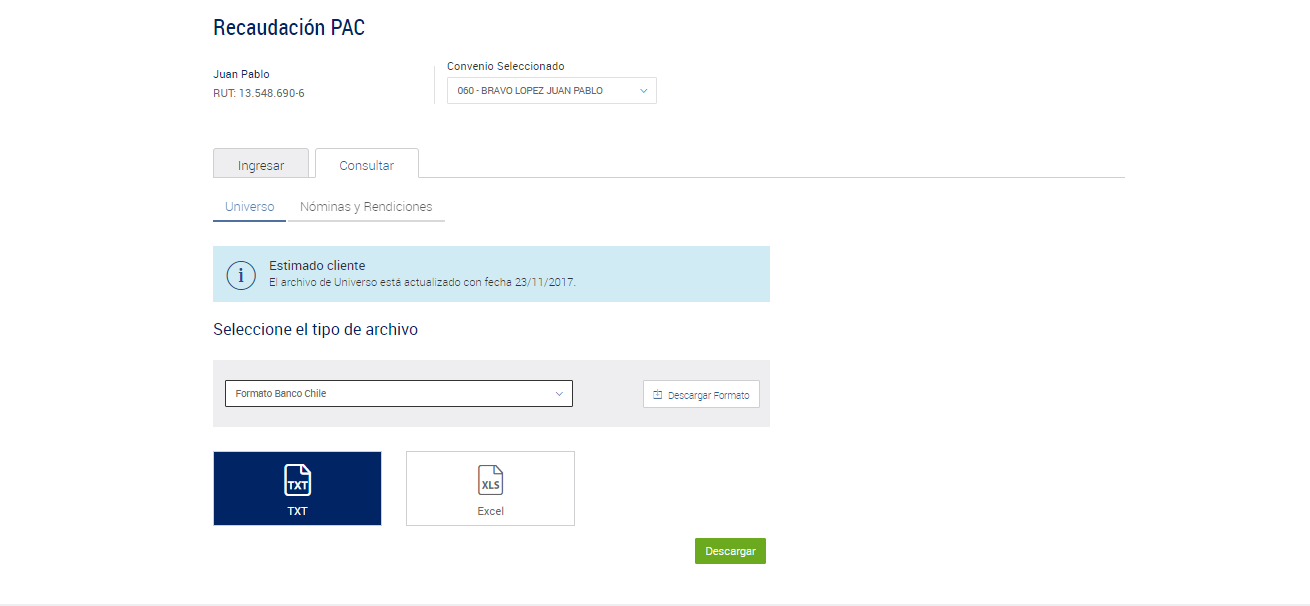 Recaudación PAC
Juan Pablo
RUT: 13.548.690-6
Convenio Seleccionado
060 - BRAVO LOPEZ JUAN PABLO
Ingresar
Consultar
Universo
Nóminas y Rendiciones
i
Estimado cliente
El archivo de Universo está actualizado con fecha 23/11/2017.
Seleccione el tipo de archivo
Formato Banco Chile
Descargar Formato
TXT
TXT
XLS
Excel
Descargar